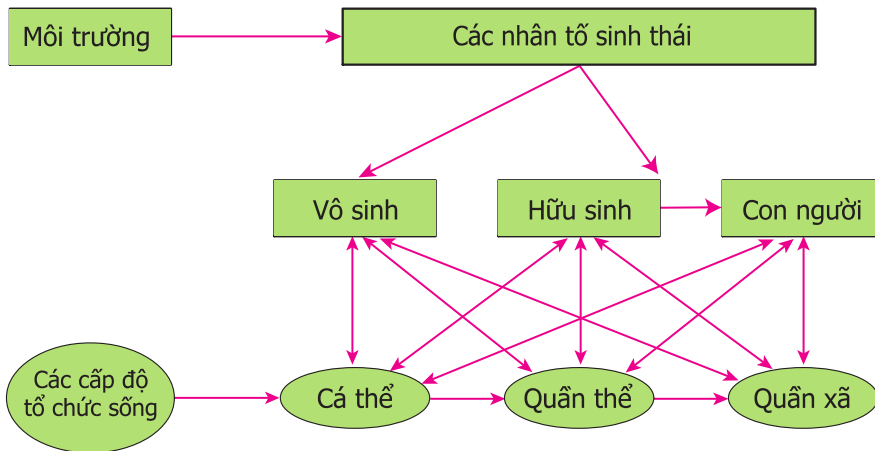 Môi trường
Các nhân tố sinh thái
Vô sinh
Hữu sinh
Con người
Các cấp độ
tổ chức sống
Cá thể
Quần thể
Quần xã